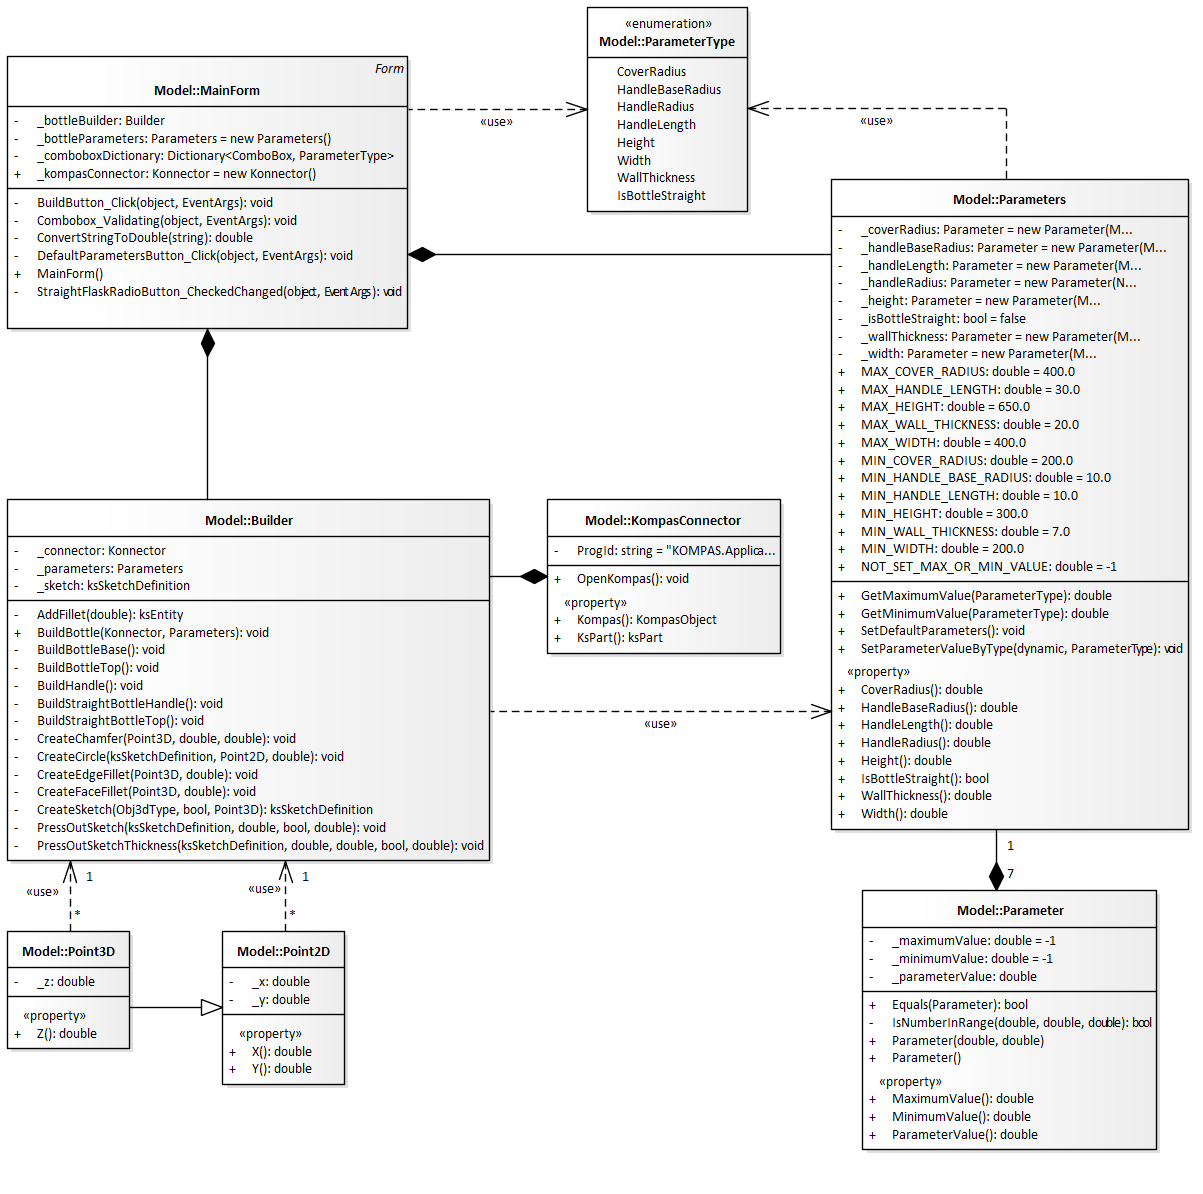 «enumeration»
Model::ParameterType
CoverRadius
HandleBaseRadius
HandleRadius
HandleLength
Height
Width
WallThickness
IsBottleStraight
Form
Model::MainForm
- _bottleBuilder: Builder
- _bottleParameters: Parameters = new Parameters()
- _comboboxDictionary: Dictionary<ComboBox, ParameterType>
+ _kompasConnector: Konnector = new Konnector()
- BuildButton_Click(object, EventArgs): void
- Combobox_Validating(object, EventArgs): void
- ConvertStringToDouble(string): double
- DefaultParametersButton_Click(object, EventArgs): void
+ MainForm()
- StraightFlaskRadioButton_CheckedChanged(object, EventArgs): void
«use»
«use»
Model::Parameters
- _coverRadius: Parameter = new Parameter(M...
- _handleBaseRadius: Parameter = new Parameter(M...
- _handleLength: Parameter = new Parameter(M...
- _handleRadius: Parameter = new Parameter(N...
- _height: Parameter = new Parameter(M...
- _isBottleStraight: bool = false
- _wallThickness: Parameter = new Parameter(M...
- _width: Parameter = new Parameter(M...
+ MAX_COVER_RADIUS: double = 400.0
+ MAX_HANDLE_LENGTH: double = 30.0
+ MAX_HEIGHT: double = 650.0
+ MAX_WALL_THICKNESS: double = 20.0
+ MAX_WIDTH: double = 400.0
+ MIN_COVER_RADIUS: double = 200.0
+ MIN_HANDLE_BASE_RADIUS: double = 10.0
+ MIN_HANDLE_LENGTH: double = 10.0
+ MIN_HEIGHT: double = 300.0
+ MIN_WALL_THICKNESS: double = 7.0
+ MIN_WIDTH: double = 200.0
+ NOT_SET_MAX_OR_MIN_VALUE: double = -1
+ GetMaximumValue(ParameterType): double
+ GetMinimumValue(ParameterType): double
+ SetDefaultParameters(): void
+ SetParameterValueByType(dynamic, ParameterType): void
«property»
+ CoverRadius(): double
+ HandleBaseRadius(): double
+ HandleLength(): double
+ HandleRadius(): double
+ Height(): double
+ IsBottleStraight(): bool
+ WallThickness(): double
+ Width(): double
Model::Builder
- _connector: Konnector
- _parameters: Parameters
- _sketch: ksSketchDefinition
- AddFillet(double): ksEntity
+ BuildBottle(Konnector, Parameters): void
- BuildBottleBase(): void
- BuildBottleTop(): void
- BuildHandle(): void
- BuildStraightBottleHandle(): void
- BuildStraightBottleTop(): void
- CreateChamfer(Point3D, double, double): void
- CreateCircle(ksSketchDefinition, Point2D, double): void
- CreateEdgeFillet(Point3D, double): void
- CreateFaceFillet(Point3D, double): void
- CreateSketch(Obj3dType, bool, Point3D): ksSketchDefinition
- PressOutSketch(ksSketchDefinition, double, bool, double): void
- PressOutSketchThickness(ksSketchDefinition, double, double, bool, double): void
Model::KompasConnector
- ProgId: string = "KOMPAS.Applica...
+ OpenKompas(): void
«property»
+ Kompas(): KompasObject
+ KsPart(): ksPart
«use»
«use»
1
*
«use»
1
*
1
7
Model::Point3D
- _z: double
«property»
+ Z(): double
Model::Point2D
- _x: double
- _y: double
«property»
+ X(): double
+ Y(): double
Model::Parameter
- _maximumValue: double = -1
- _minimumValue: double = -1
- _parameterValue: double
+ Equals(Parameter): bool
- IsNumberInRange(double, double, double): bool
+ Parameter(double, double)
+ Parameter()
«property»
+ MaximumValue(): double
+ MinimumValue(): double
+ ParameterValue(): double